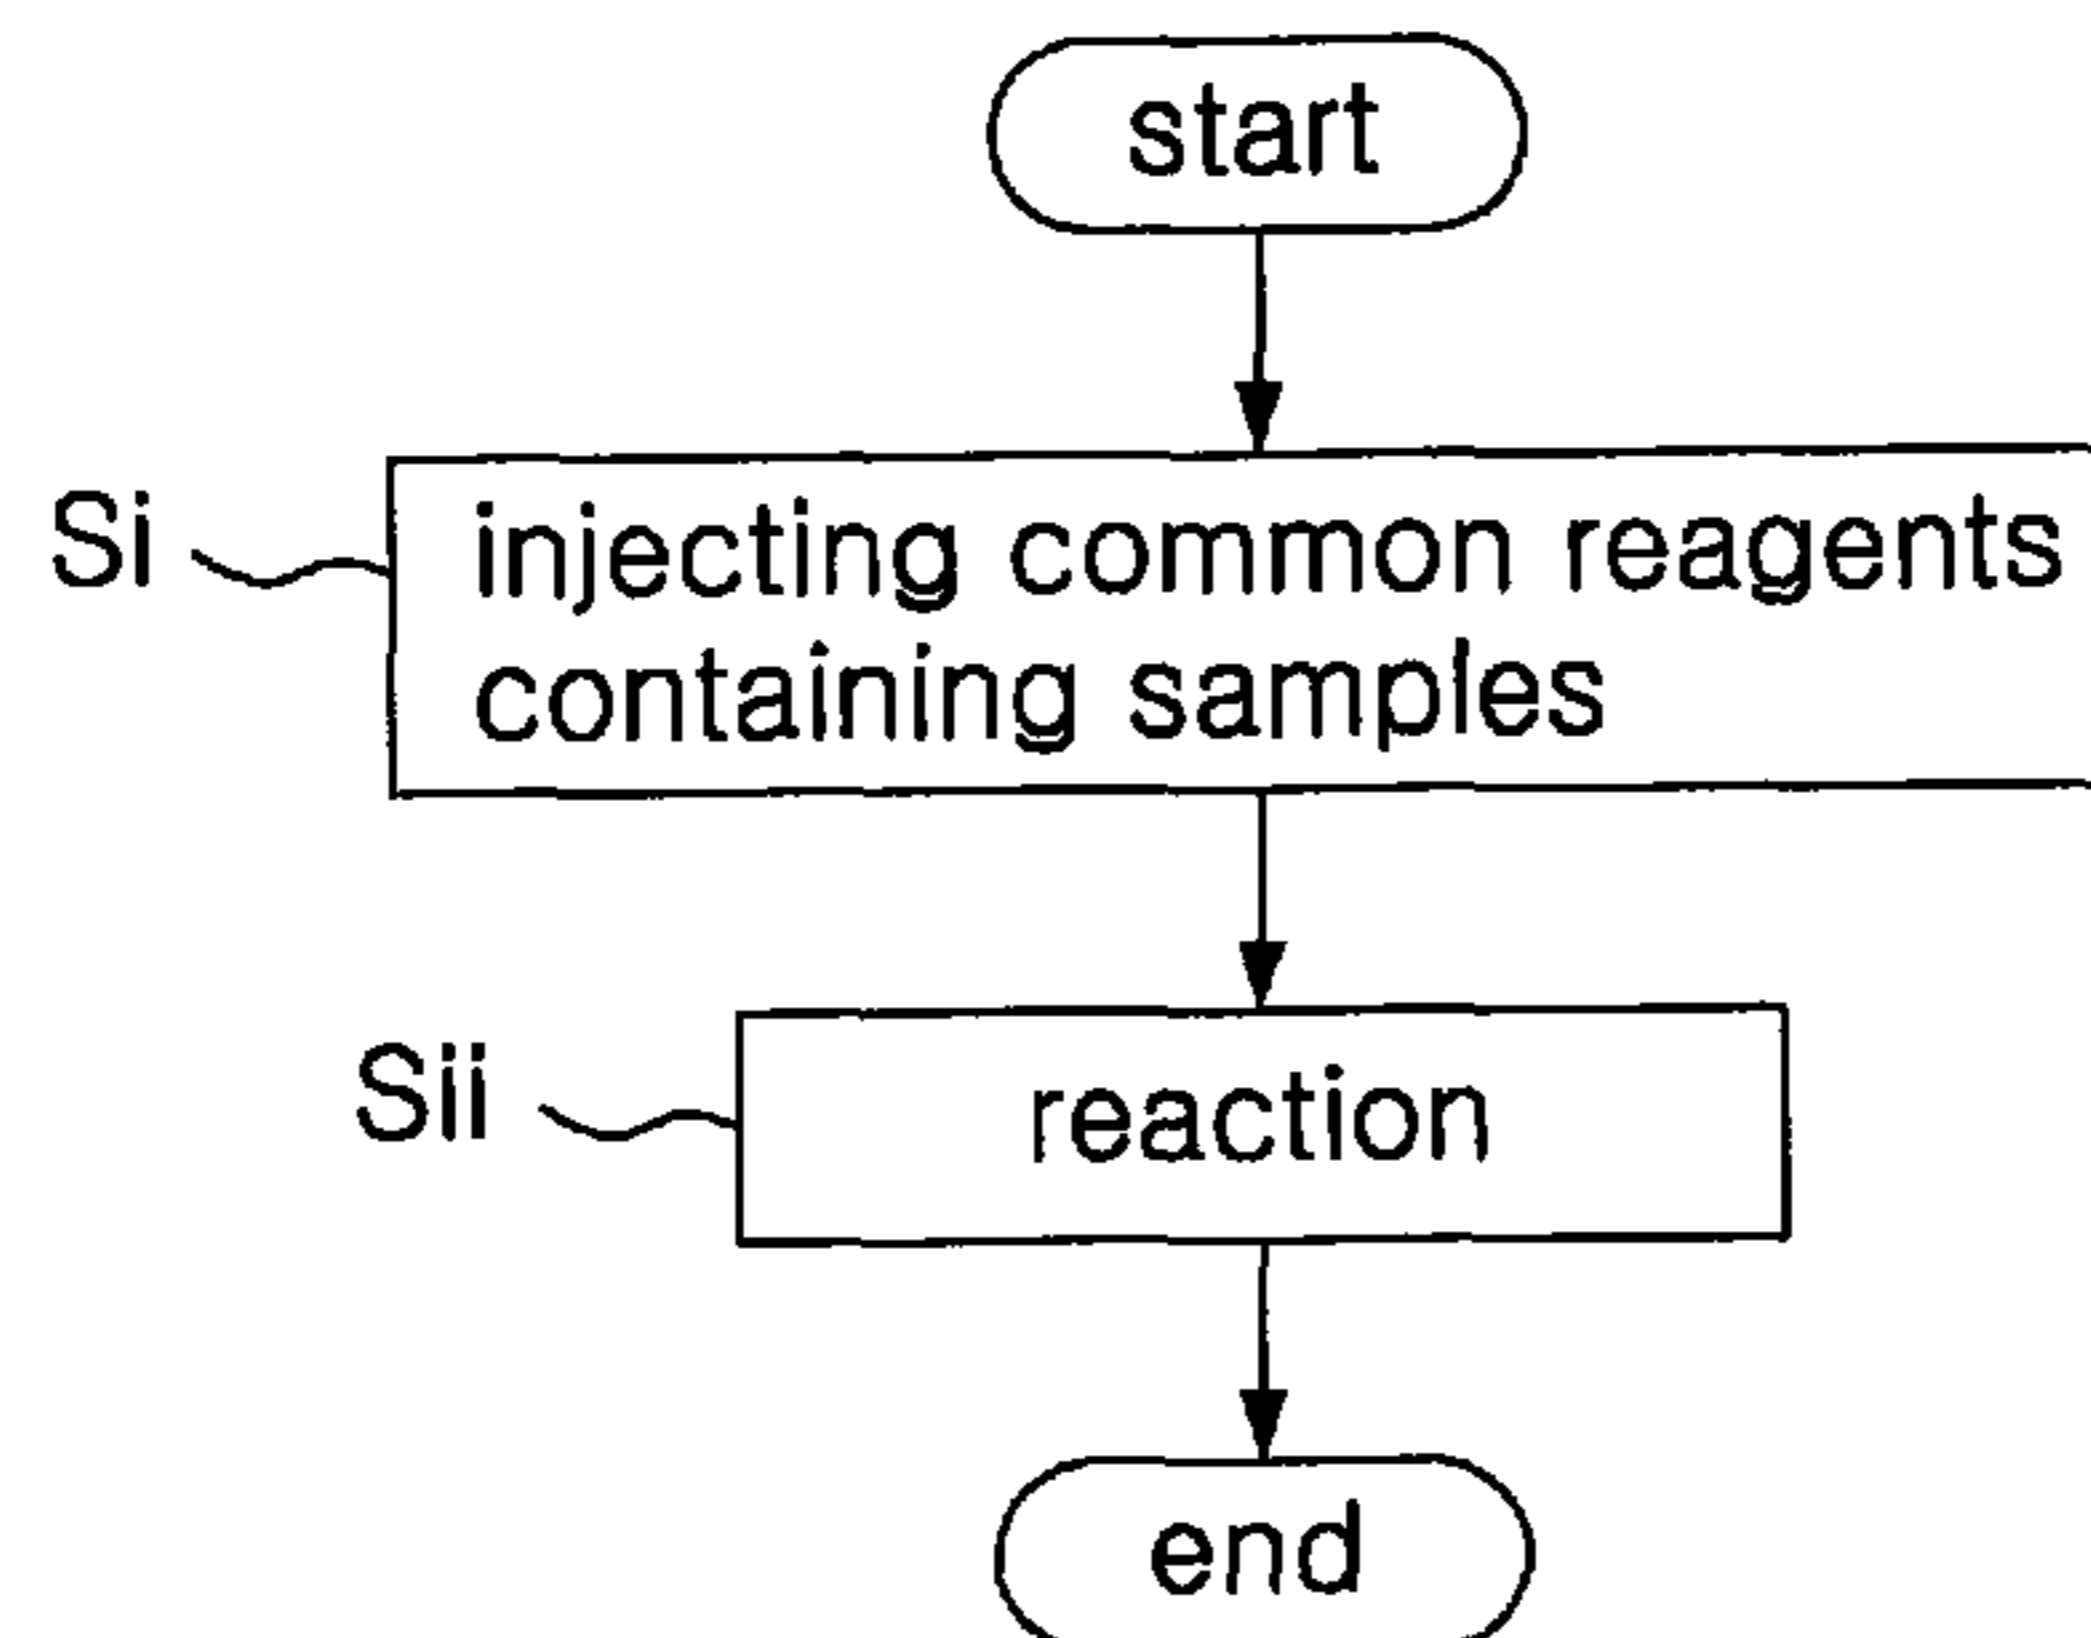 start
Si
injecting common reagents
containing samples
Sii
reaction
end